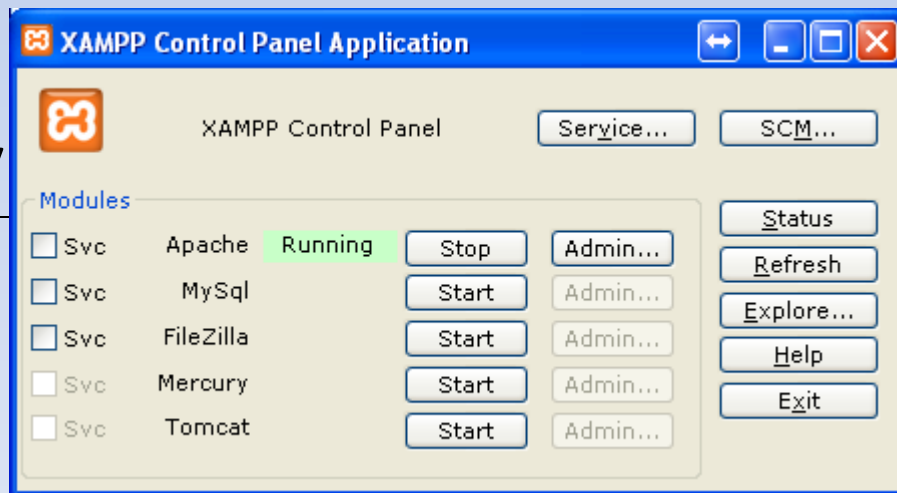 XAMPP Control Panel Application
XAMPP Control Panel Service... SCM...
Modules
Svc Apache Running Stop Admin...
Svc MySql Start Admin...
Svc FileZilla Start Admin...
Svc Mercury Start Admin...
Svc Tomcat Start Admin...
Status
Refresh
Explore...
Help
Exit